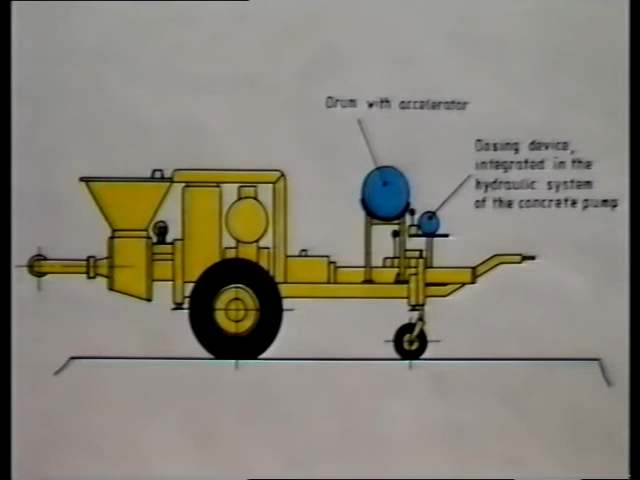 Drum with accelerator
Dosing device,
integrated in the
hydraulic system
of the concrete pump